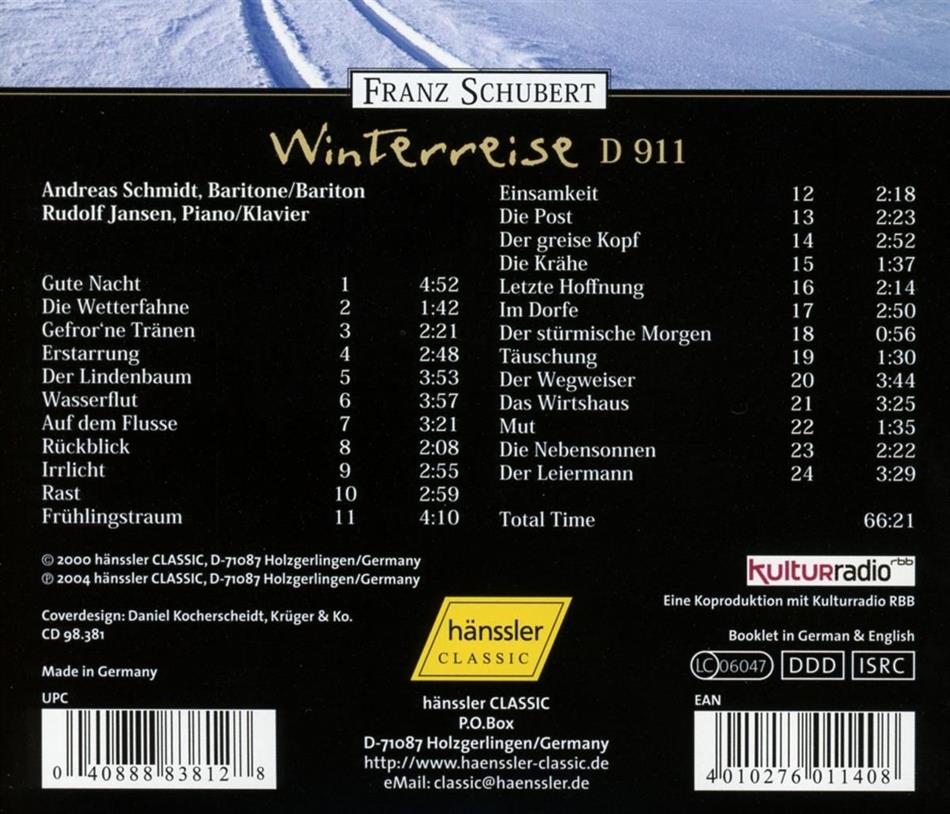 FRANZ SCHUBERT
Winterreise D 911
Andreas Schmidt, Baritone/Bariton
Rudolf Jansen, Piano/Klavier
Gute Nacht 1 4:52
Die Wetterfahne 2 1:42
Gefror'ne Tränen 3 2:21
Erstarrung 4 2:48
Der Lindenbaum 5 3:53
Wasserflut 6 3:57
Auf dem Flusse 7 3:21
Rückblick 8 2:08
Irrlicht 9 2:55
Rast 10 2:59
Frühlingstraum 11 4:10
Einsamkeit 12 2:18
Die Post 13 2:23
Der greise Kopf 14 2:52
Die Krähe 15 1:37
Letzte Hoffnung 16 2:14
Im Dorfe 17 2:50
Der stürmische Morgen 18 0:56
Täuschung 19 1:30
Der Wegweiser 20 3:44
Das Wirtshaus 21 3:25
Mut 22 1:35
Die Nebensonnen 23 2:22
Der Leiermann 24 3:29
Total Time 66:21
© 2000 hänssler CLASSIC, D-71087 Holzgerlingen/Germany
℗ 2004 hänssler CLASSIC, D-71087 Holzgerlingen/Germany
Coverdesign: Daniel Kocherscheidt, Krüger & Ko.
CD 98.381
Made in Germany
UPC
0 40888 83812 8
hänssler
CLASSIC
hänssler CLASSIC
P.O.Box
D-71087 Holzgerlingen/Germany
http://www.haenssler-classic.de
eMail: classic@haenssler.de
kulturradio rbb
Eine Koproduktion mit Kulturradio RBB
Booklet in German & English
LC 06047 DDD ISRC
EAN
4 010276 011408